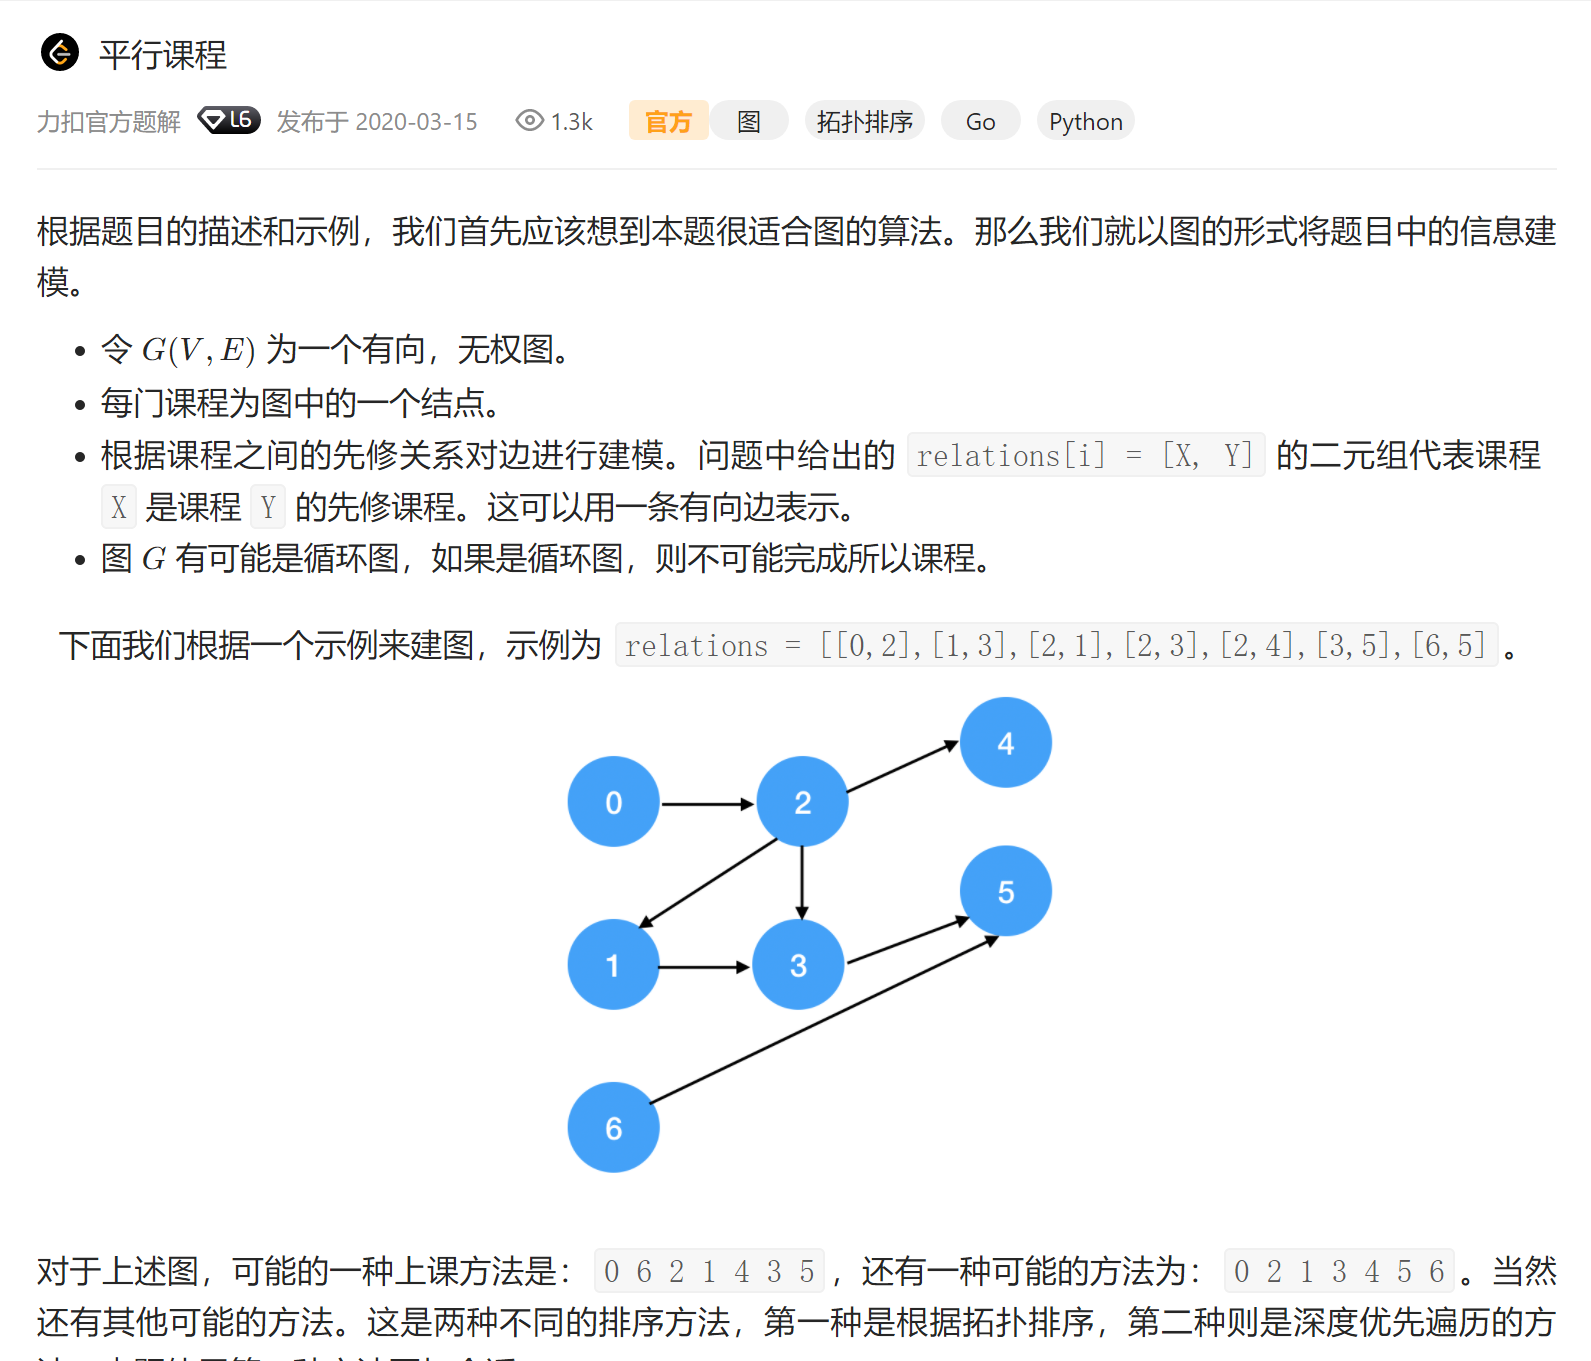 平行课程
力扣官方题解 L6 发布于 2020-03-15 1.3k 官方 图 拓扑排序 Go Python
根据题目的描述和示例，我们首先应该想到本题很适合图的算法。那么我们就以图的形式将题目中的信息建
模。
• 令 G(V, E) 为一个有向，无权图。
• 每门课程为图中的一个结点。
• 根据课程之间的先修关系对边进行建模。问题中给出的 relations[i] = [X, Y] 的二元组代表课程
X 是课程 Y 的先修课程。这可以用一条有向边表示。
• 图 G 有可能是循环图，如果是循环图，则不可能完成所以课程。
下面我们根据一个示例来建图，示例为 relations = [[0,2],[1,3],[2,1],[2,3],[2,4],[3,5],[6,5] 。
4
0 2
5
1 3
6
对于上述图，可能的一种上课方法是： 0 6 2 1 4 3 5 ，还有一种可能的方法为： 0 2 1 3 4 5 6 。当然
还有其他可能的方法。这是两种不同的排序方法，第一种是根据拓扑排序，第二种则是深度优先遍历的方